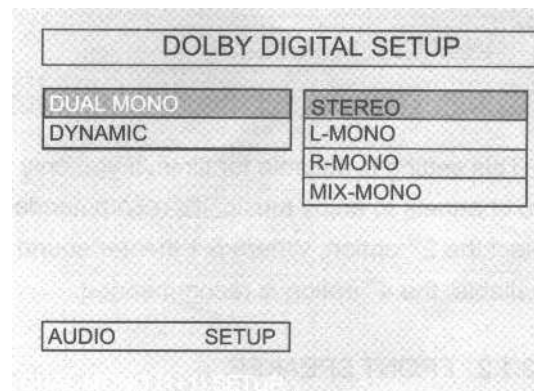 DOLBY DIGITAL SETUP
DUAL MONO
DYNAMIC
STEREO
L-MONO
R-MONO
MIX-MONO
AUDIO SETUP